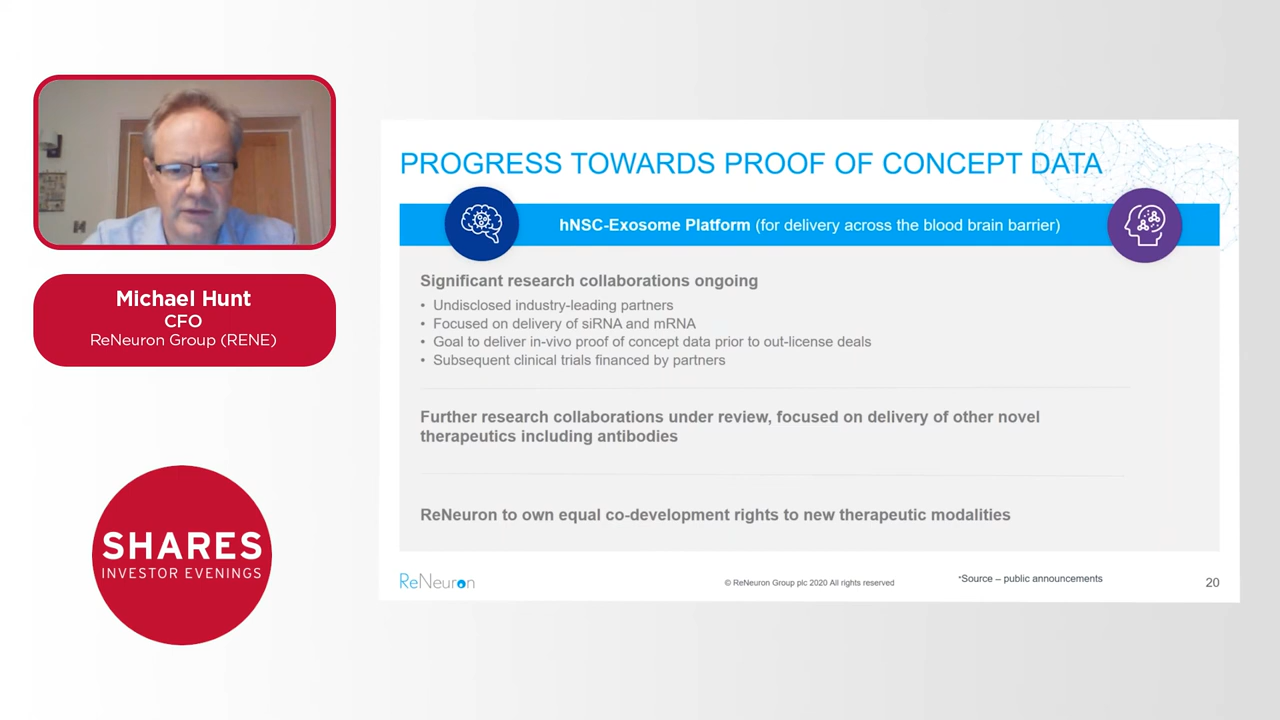 Michael Hunt
CFO
ReNeuron Group (RENE)
SHARES
INVESTOR EVENINGS
PROGRESS TOWARDS PROOF OF CONCEPT DATA
hNSC-Exosome Platform (for delivery across the blood brain barrier)
Significant research collaborations ongoing
• Undisclosed industry-leading partners
• Focused on delivery of siRNA and mRNA
• Goal to deliver in-vivo proof of concept data prior to out-license deals
• Subsequent clinical trials financed by partners
Further research collaborations under review, focused on delivery of other novel
therapeutics including antibodies
ReNeuron to own equal co-development rights to new therapeutic modalities
ReNeuron
© ReNeuron Group plc 2020 All rights reserved
*Source – public announcements
20